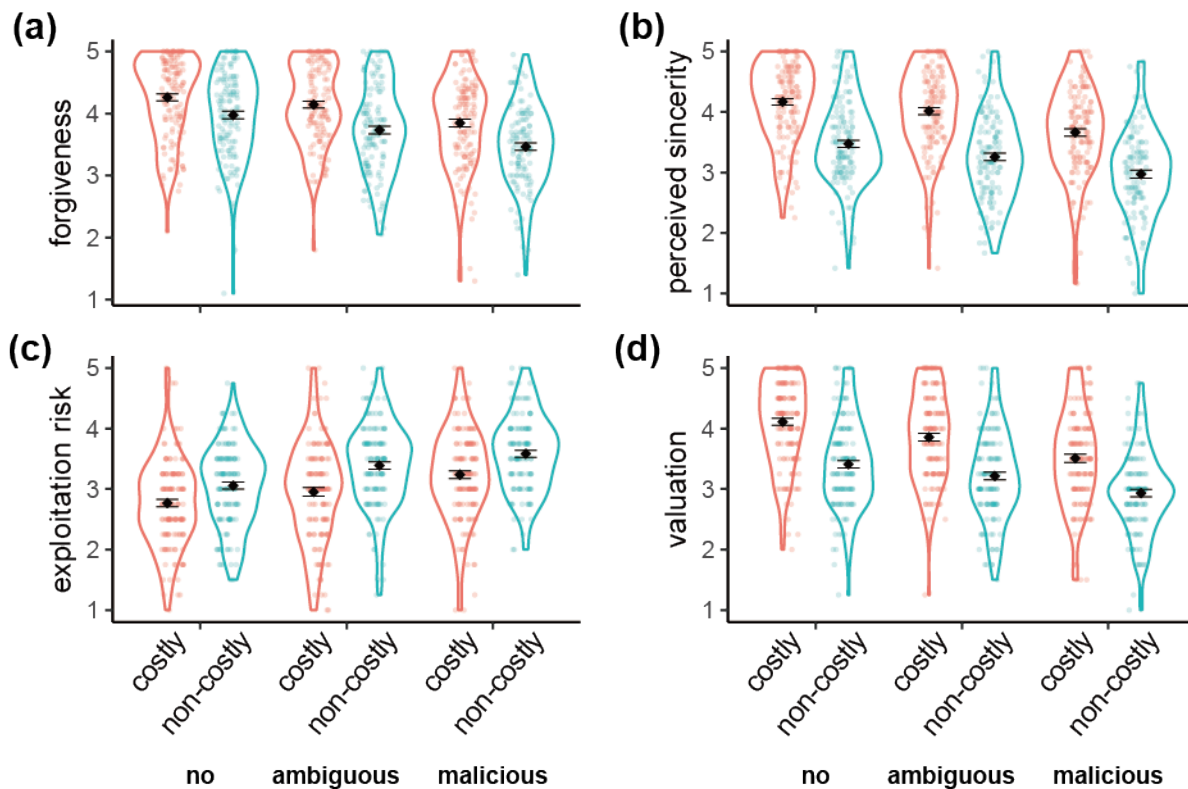 (a)
forgiveness
5
4
3
2
1
(b)
perceived sincerity
5
4
3
2
1
(c)
exploitation risk
5
4
3
2
1
costly
non-costly
costly
non-costly
costly
non-costly
no ambiguous malicious
(d)
valuation
5
4
3
2
1
costly
non-costly
costly
non-costly
costly
non-costly
no ambiguous malicious